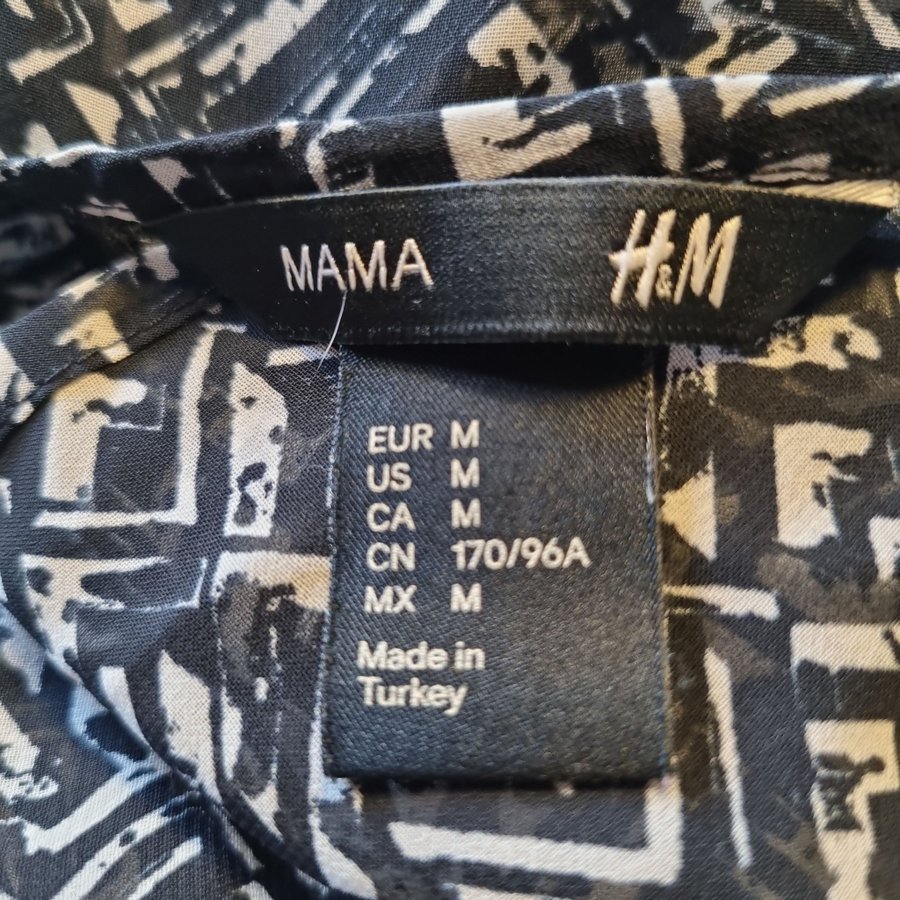 MAMA H&M
EUR M
US M
CA M
CN 170/96A
MX M
Made in
Turkey